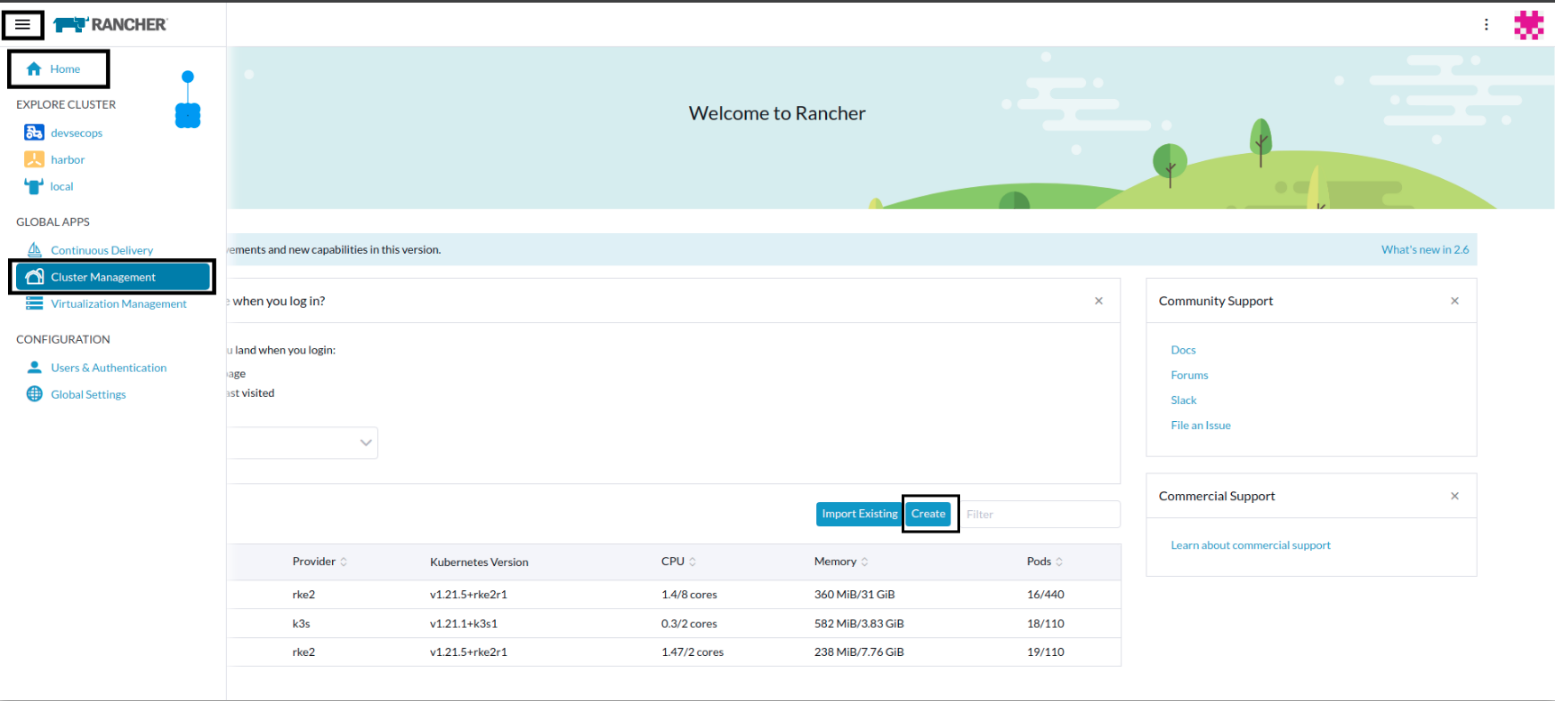 RANCHER
Home
EXPLORE CLUSTER
devsecops
harbor
local
GLOBAL APPS
Continuous Delivery
Cluster Management
Virtualization Management
CONFIGURATION
Users & Authentication
Global Settings
Welcome to Rancher
ements and new capabilities in this version.
What's new in 2.6
when you log in?
u land when you login:
age
ast visited
Community Support
Docs
Forums
Slack
File an Issue
Commercial Support
Learn about commercial support
Import Existing Create Filter
Provider Kubernetes Version CPU Memory Pods
rke2 v1.21.5+rke2r1 1.4/8 cores 360 MiB/31 GiB 16/440
k3s v1.21.1+k3s1 0.3/2 cores 582 MiB/3.83 GiB 18/110
rke2 v1.21.5+rke2r1 1.47/2 cores 238 MiB/7.76 GiB 19/110